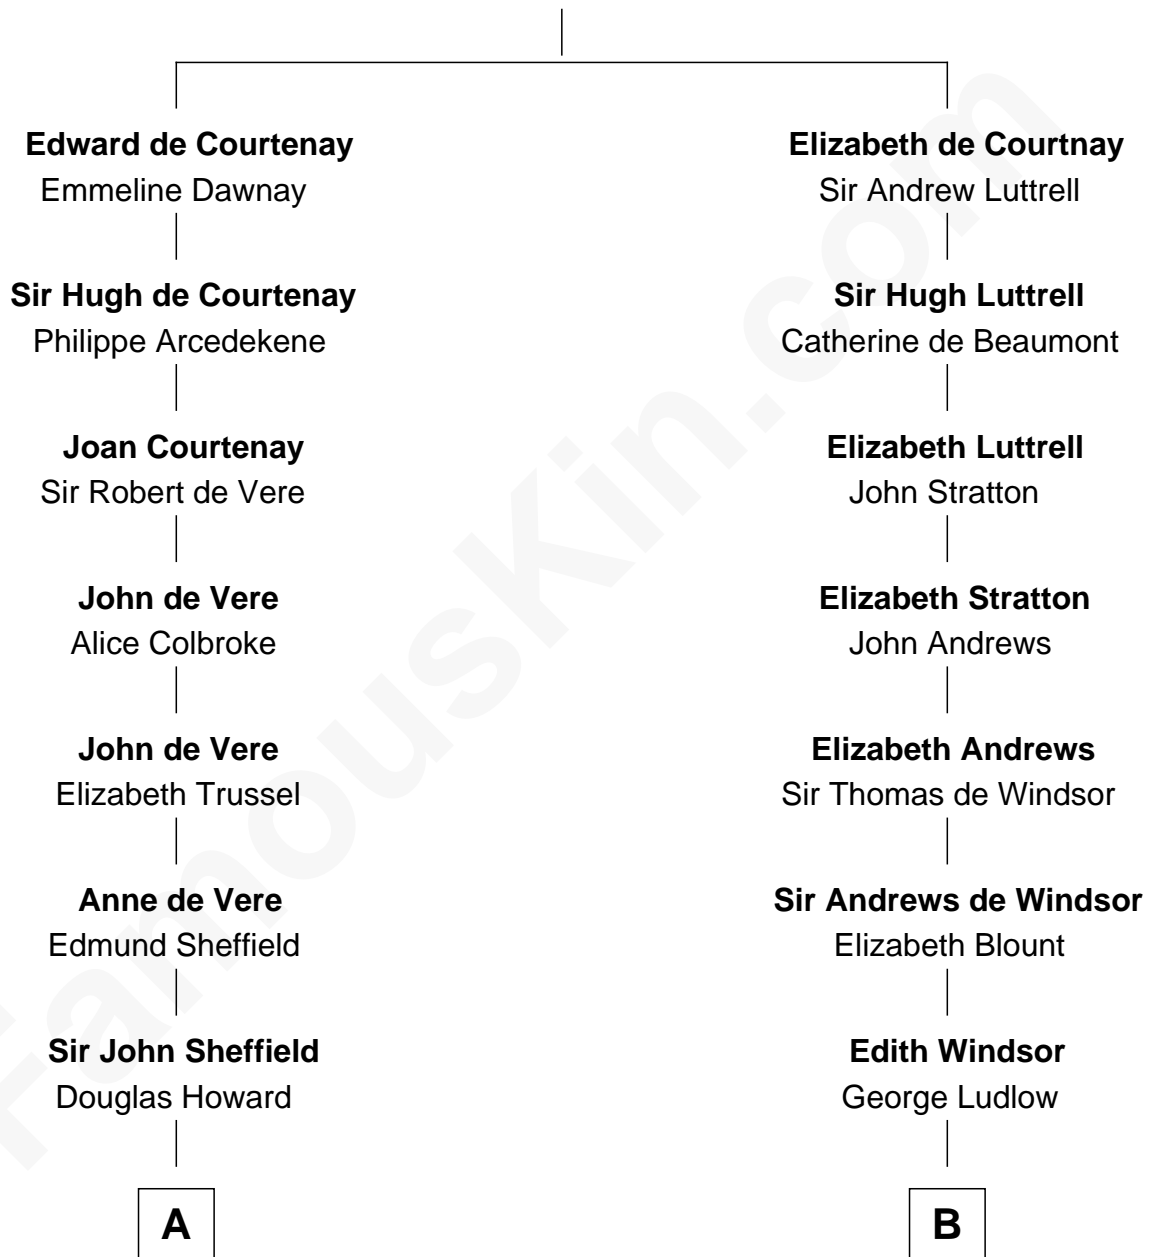 Edward de Courtenay
Emmeline Dawnay
Sir Hugh de Courtenay
Philippe Arcedekene
Joan Courtenay
Sir Robert de Vere
John de Vere
Alice Colbroke
John de Vere
Elizabeth Trussel
Anne de Vere
Edmund Sheffield
Sir John Sheffield
Douglas Howard
A
Elizabeth de Courtnay
Sir Andrew Luttrell
Sir Hugh Luttrell
Catherine de Beaumont
Elizabeth Luttrell
John Stratton
Elizabeth Stratton
John Andrews
Elizabeth Andrews
Sir Thomas de Windsor
Sir Andrews de Windsor
Elizabeth Blount
Edith Windsor
George Ludlow
B
FamousKin.com